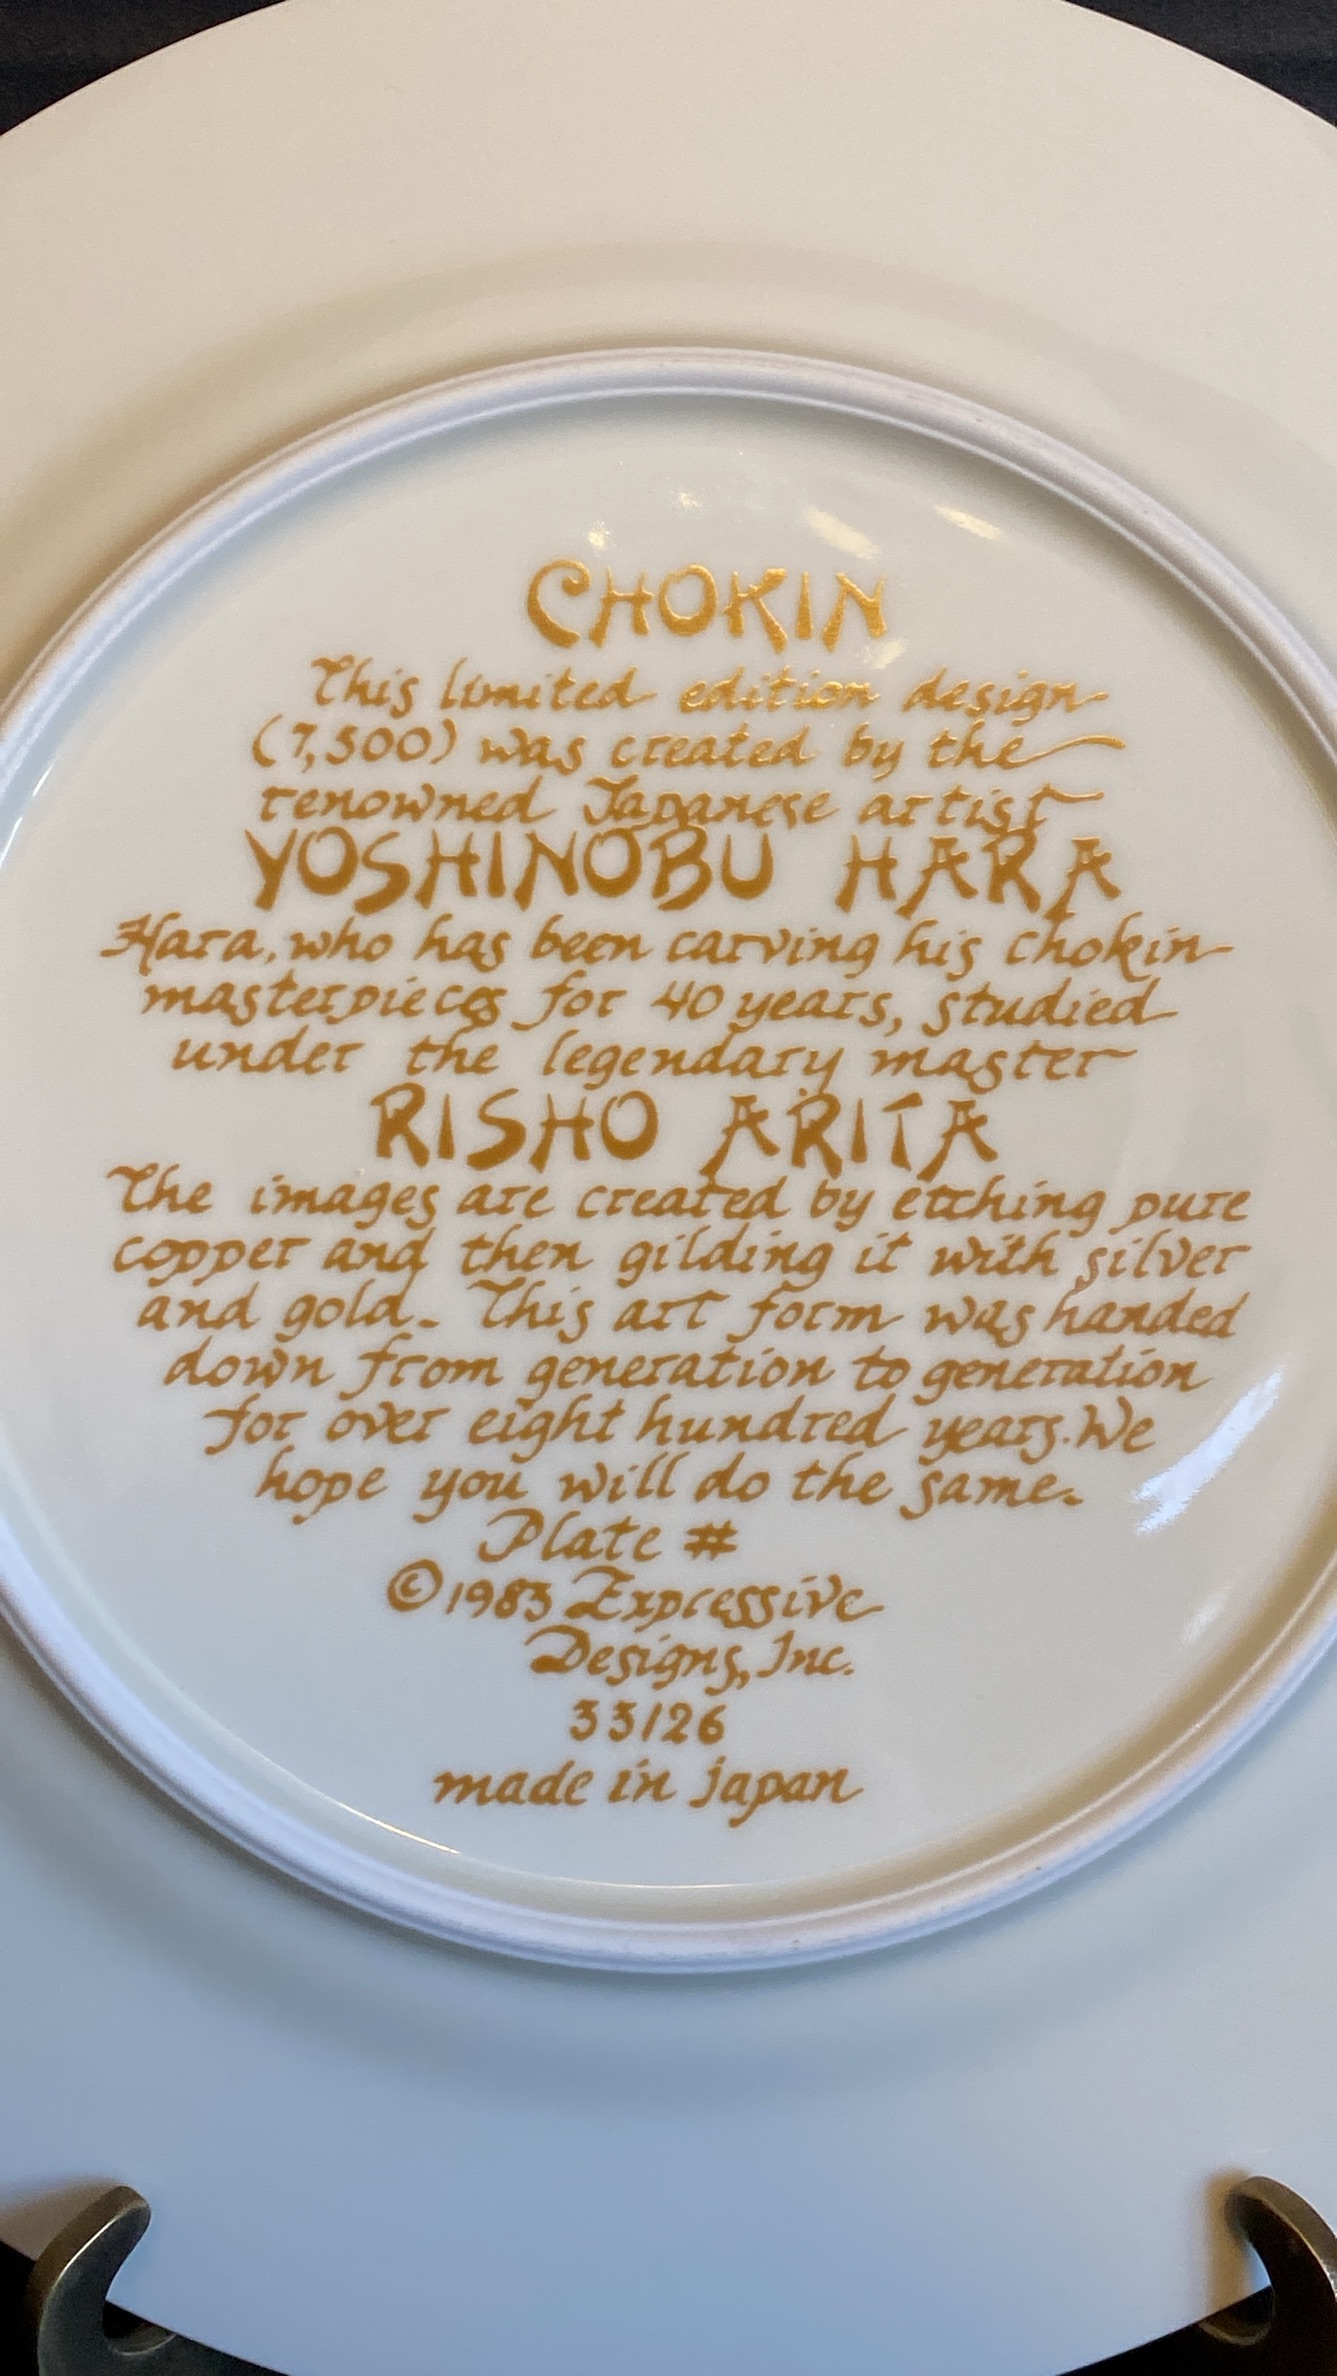 CHOKIN
This limited edition design
(7,500) was created by the
renowned Japanese artist
YOSHINOBU HARA
Hara, who has been carving his chokin
masterpieces for 40 years, studied
under the legendary master
RISHO ARITA
The images are created by etching pure
copper and then gilding it with silver
and gold. This art form was handed
down from generation to generation
for over eight hundred years. We
hope you will do the same.
Plate #
©1983 Expressive
Designs, Inc.
33126
made in japan